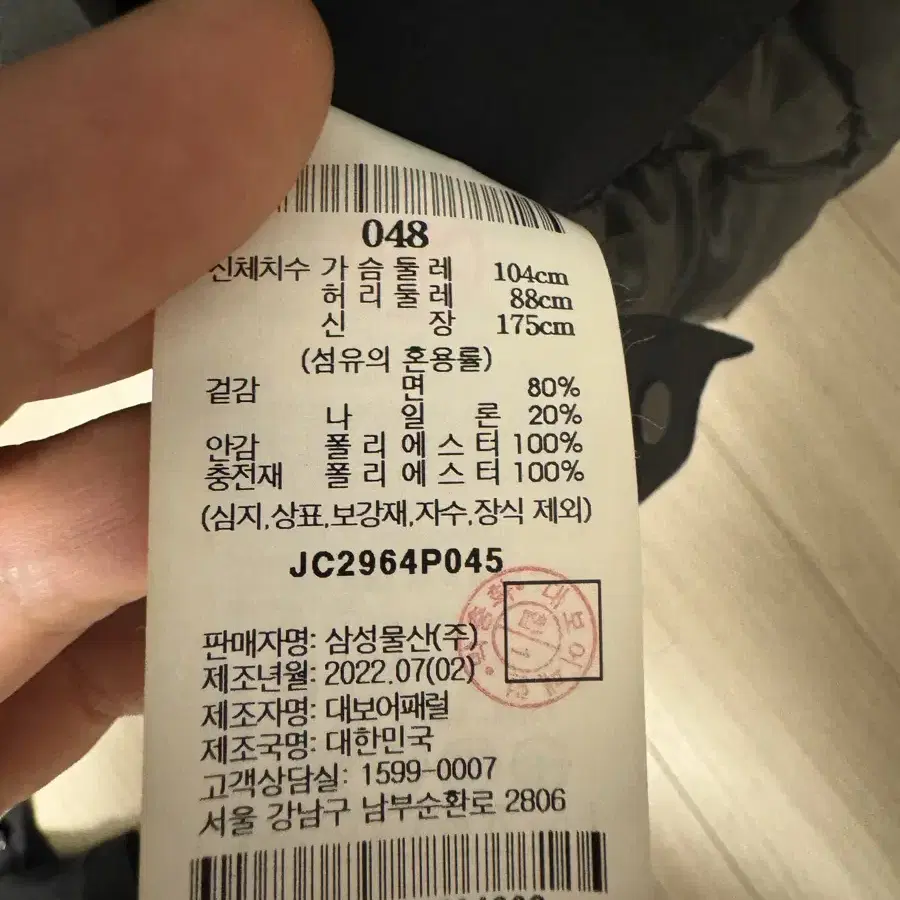 048
신체치수 가슴둘레 104cm
허리둘레 88cm
신장 175cm
(섬유의 혼용률)
겉감 면 80%
나일론 20%
안감 폴리에스터 100%
충전재 폴리에스터 100%
(심지,상표,보강재,자수,장식 제외)
JC2964P045
판매자명: 삼성물산(주)
제조년월: 2022.07(02)
제조자명: 대보어패럴
제조국명: 대한민국
고객상담실: 1599-0007
서울 강남구 남부순환로 2806